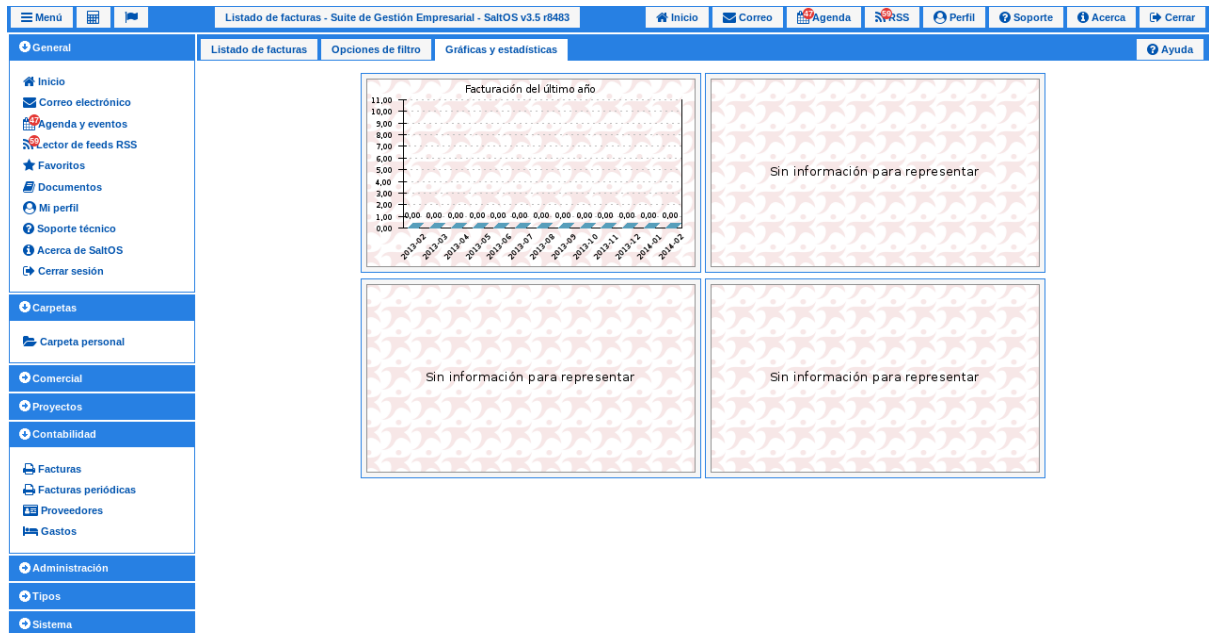 Menú
Listado de facturas - Suite de Gestión Empresarial - SaltOS v3.5 r8483
Inicio
Correo
47
Agenda
59
RSS
Perfil
Soporte
Acerca
Cerrar
General
Inicio
Correo electrónico
47
Agenda y eventos
59
Lector de feeds RSS
Favoritos
Documentos
Mi perfil
Soporte técnico
Acerca de SaltOS
Cerrar sesión
Carpetas
Carpeta personal
Comercial
Proyectos
Contabilidad
Facturas
Facturas periódicas
Proveedores
Gastos
Administración
Tipos
Sistema
Listado de facturas
Opciones de filtro
Gráficas y estadísticas
Ayuda
Facturación del último año
11,00
10,00
9,00
8,00
7,00
6,00
5,00
4,00
3,00
2,00
1,00
0,00
0,00 0,00 0,00 0,00 0,00 0,00 0,00 0,00 0,00 0,00 0,00 0,00 0,00
2013-02 2013-03 2013-04 2013-05 2013-06 2013-07 2013-08 2013-09 2013-10 2013-11 2013-12 2014-01 2014-02
Sin información para representar
Sin información para representar
Sin información para representar